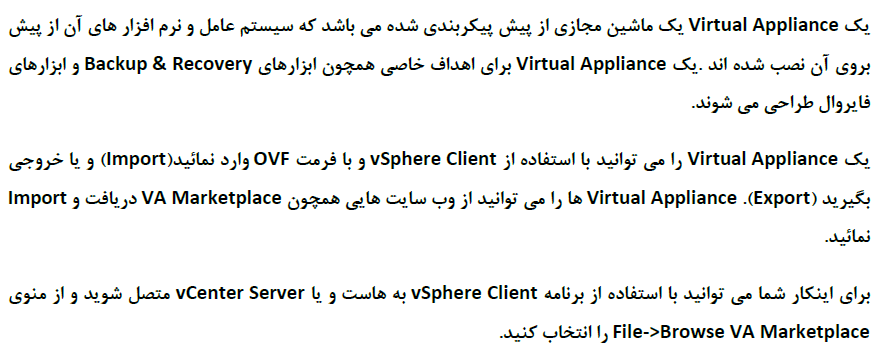 یک Virtual Appliance یک ماشین مجازی از پیش پیکربندی شده می باشد که سیستم عامل و نرم افزار های آن از پیش
بروی آن نصب شده اند .یک Virtual Appliance برای اهداف خاصی همچون ابزارهای Backup & Recovery و ابزارهای
فایروال طراحی می شوند.
یک Virtual Appliance را می توانید با استفاده از vSphere Client و با فرمت OVF وارد نمائید(Import) و یا خروجی
بگیرید (Export). Virtual Appliance ها را می توانید از وب سایت هایی همچون VA Marketplace دریافت و Import
نمائید.
برای اینکار شما می توانید با استفاده از برنامه vSphere Client به هاست و یا vCenter Server متصل شوید و از منوی
File->Browse VA Marketplace را انتخاب کنید.